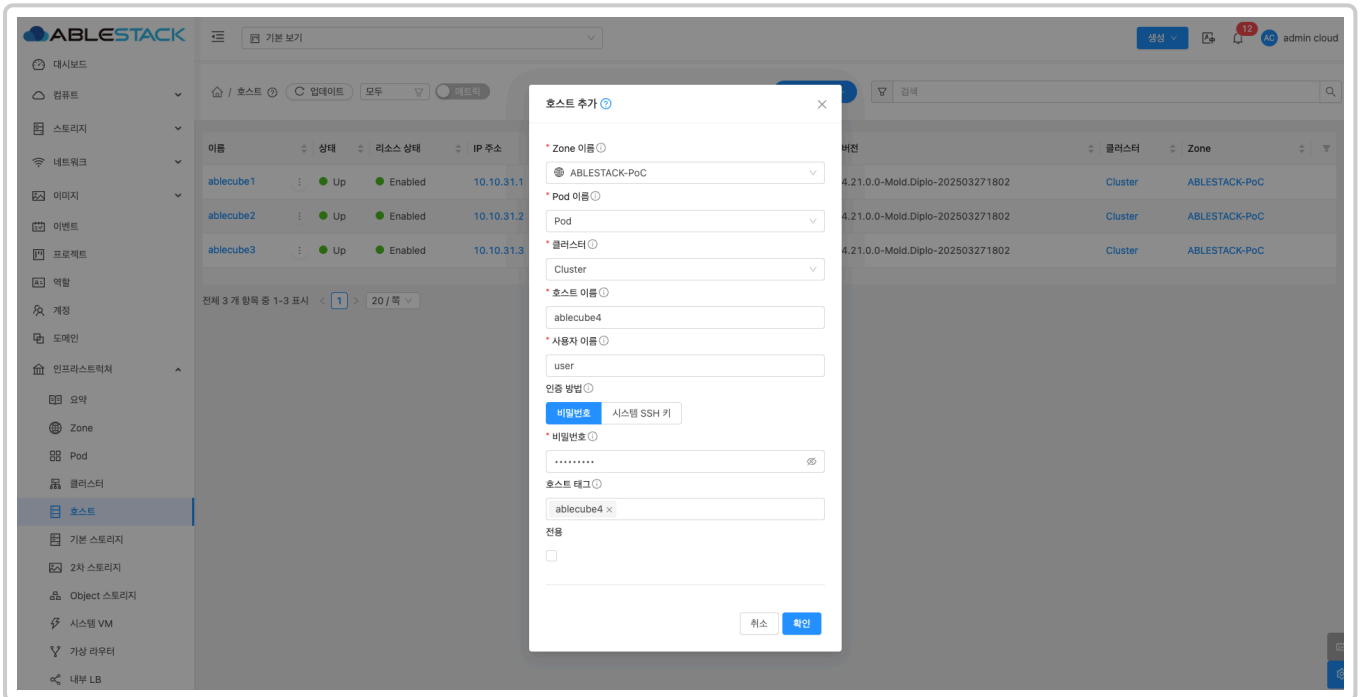 ABLESTACK
기본 보기
생성
12
AC
admin cloud
대시보드
컴퓨트
스토리지
네트워크
이미지
이벤트
프로젝트
역할
계정
도메인
인프라스트럭쳐
요약
Zone
Pod
클러스터
호스트
기본 스토리지
2차 스토리지
Object 스토리지
시스템 VM
가상 라우터
내부 LB
/ 호스트
업데이트
모두
메트릭
검색
이름 상태 리소스 상태 IP 주소 버전 클러스터 Zone
ablecube1 Up Enabled 10.10.31.1 4.21.0.0-Mold.Diplo-202503271802 Cluster ABLESTACK-PoC
ablecube2 Up Enabled 10.10.31.2 4.21.0.0-Mold.Diplo-202503271802 Cluster ABLESTACK-PoC
ablecube3 Up Enabled 10.10.31.3 4.21.0.0-Mold.Diplo-202503271802 Cluster ABLESTACK-PoC
전체 3 개 항목 중 1-3 표시 < 1 > 20 / 쪽
호스트 추가
* Zone 이름
ABLESTACK-PoC
* Pod 이름
Pod
* 클러스터
Cluster
* 호스트 이름
ablecube4
* 사용자 이름
user
인증 방법
비밀번호 시스템 SSH 키
* 비밀번호
·········
호스트 태그
ablecube4 ×
전용
취소 확인